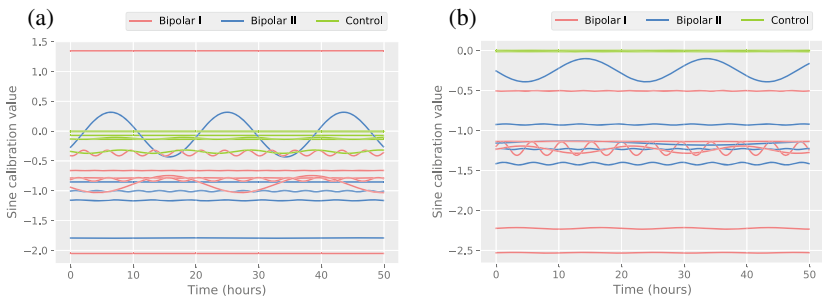 (a)
Bipolar I Bipolar II Control
1.5
1.0
0.5
0.0
−0.5
−1.0
−1.5
−2.0
Sine calibration value
0 10 20 30 40 50
Time (hours)
(b)
Bipolar I Bipolar II Control
0.0
−0.5
−1.0
−1.5
−2.0
−2.5
Sine calibration value
0 10 20 30 40 50
Time (hours)